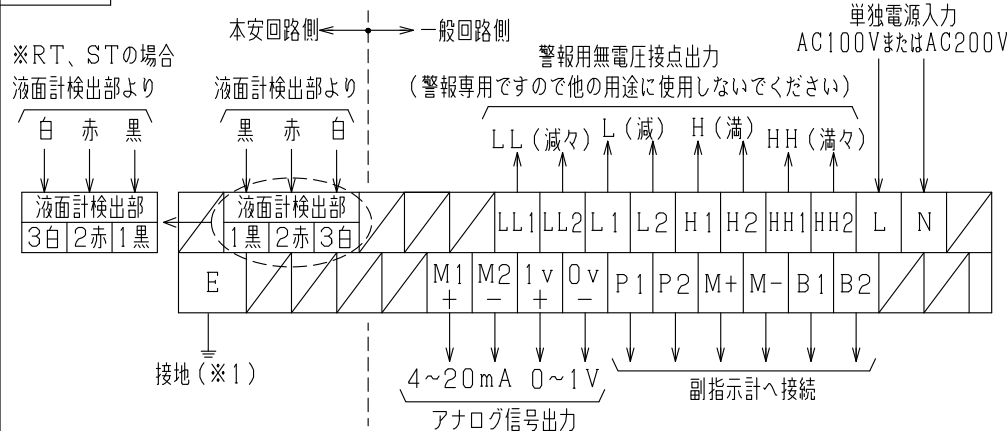 単独電源入力
AC100VまたはAC200V
本安回路側 一般回路側
※RT、STの場合
液面計検出部より
液面計検出部より
警報用無電圧接点出力
（警報専用ですので他の用途に使用しないでください）
白 赤 黒
黒 赤 白
LL（減々） L（減） H（満） HH（満々）
液面計検出部
3白 2赤 1黒
液面計検出部
1黒 2赤 3白
LL1 LL2 L1 L2 H1 H2 HH1 HH2 L N
E M1+ M2- 1v+ 0v- P1 P2 M+ M- B1 B2
接地（※1）
4~20mA 0~1V
アナログ信号出力
副指示計へ接続